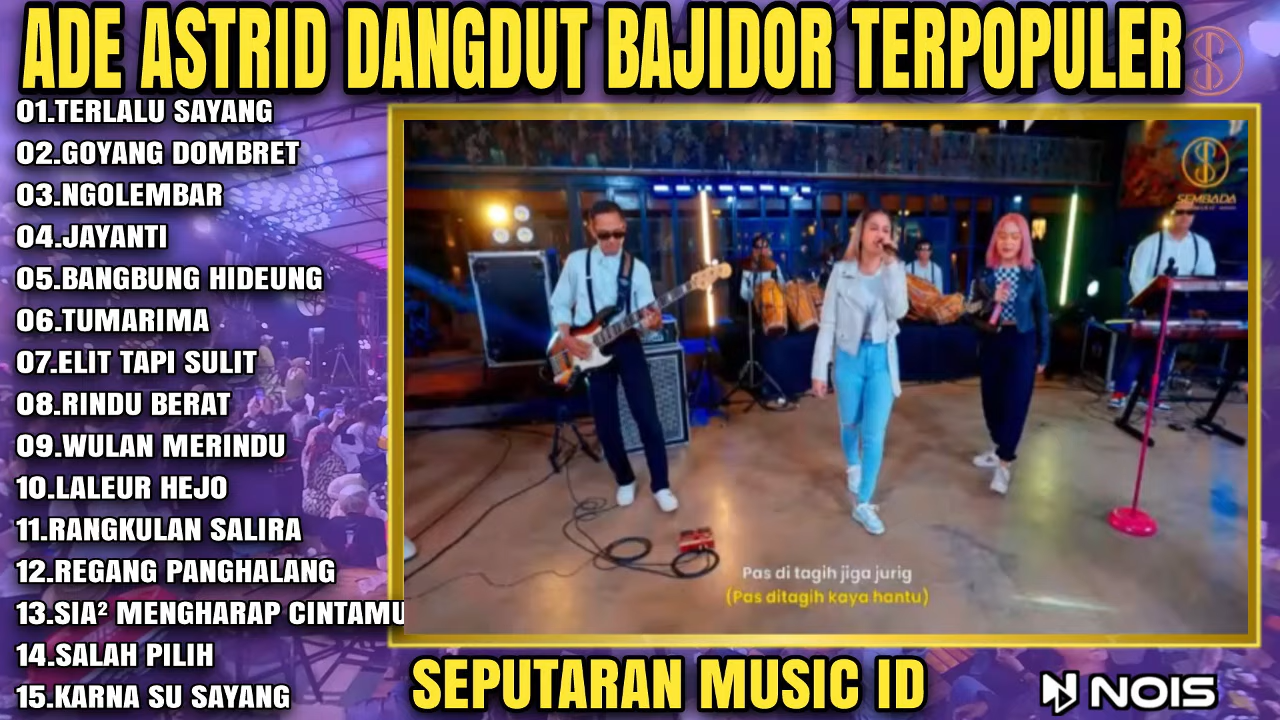 ADE ASTRID DANGDUT BAJIDOR TERPOPULER
01.TERLALU SAYANG
02.GOYANG DOMBRET
03.NGOLEMBAR
04.JAYANTI
05.BANGBUNG HIDEUNG
06.TUMARIMA
07.ELIT TAPI SULIT
08.RINDU BERAT
09.WULAN MERINDU
10.LALEUR HEJO
11.RANGKULAN SALIRA
12.REGANG PANGHALANG
13.SIA² MENGHARAP CINTAMU
14.SALAH PILIH
15.KARNA SU SAYANG
SEMBADA
Pas di tagih jiga jurig
(Pas ditagih kaya hantu)
SEPUTARAN MUSIC ID
NOIS